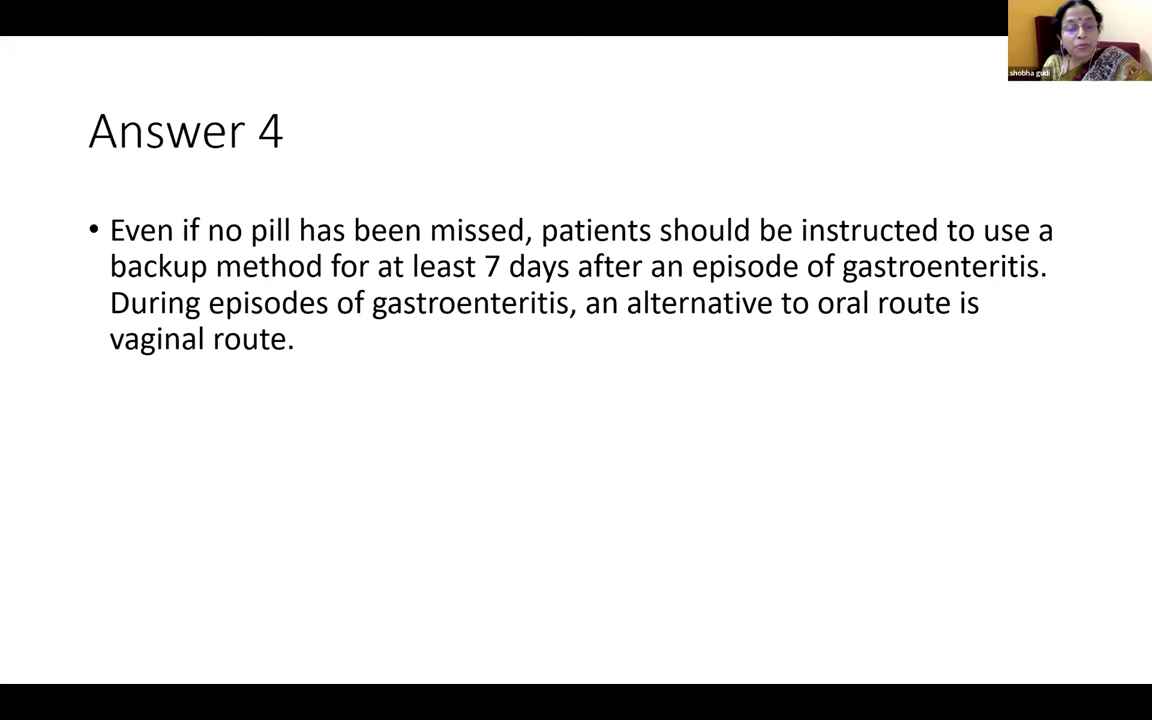 shobha gudi
Answer 4
• Even if no pill has been missed, patients should be instructed to use a
backup method for at least 7 days after an episode of gastroenteritis.
During episodes of gastroenteritis, an alternative to oral route is
vaginal route.